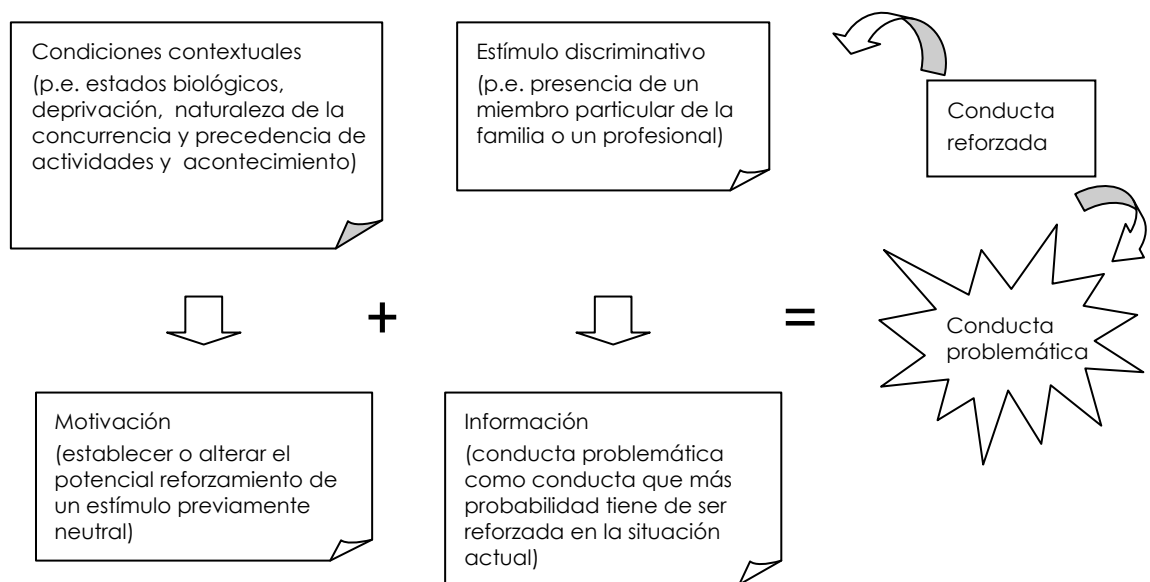 Condiciones contextuales
(p.e. estados biológicos,
deprivación, naturaleza de la
concurrencia y precedencia de
actividades y acontecimiento)
Estímulo discriminativo
(p.e. presencia de un
miembro particular de la
familia o un profesional)
Conducta
reforzada
+
=
Conducta
problemática
Motivación
(establecer o alterar el
potencial reforzamiento de
un estímulo previamente
neutral)
Información
(conducta problemática
como conducta que más
probabilidad tiene de ser
reforzada en la situación
actual)